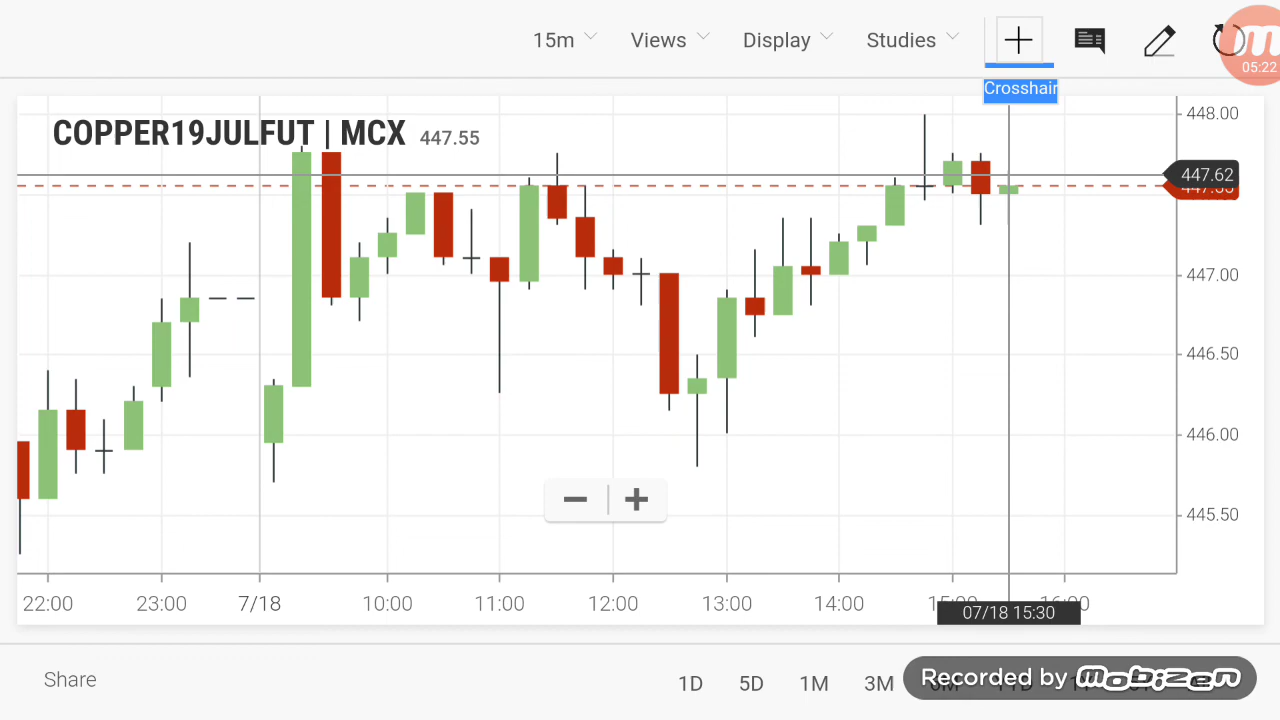 15m Views Display Studies
05:22
Crosshair
COPPER19JULFUT | MCX 447.55
448.00
447.62
447.00
446.50
446.00
445.50
22:00 23:00 7/18 10:00 11:00 12:00 13:00 14:00 15:00 16:00
07/18 15:30
Share 1D 5D 1M 3M
Recorded by mobizen